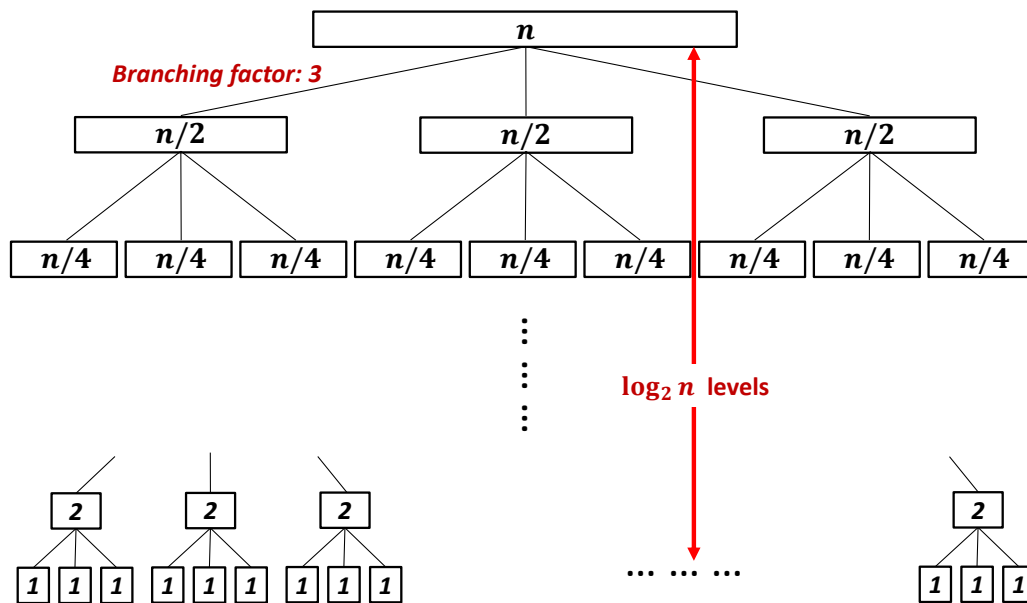 n
Branching factor: 3
n/2 n/2 n/2
n/4 n/4 n/4 n/4 n/4 n/4 n/4 n/4 n/4
⋮
log₂ n levels
2 2 2 2
1 1 1 1 1 1 1 1 1 ... ... ... 1 1 1